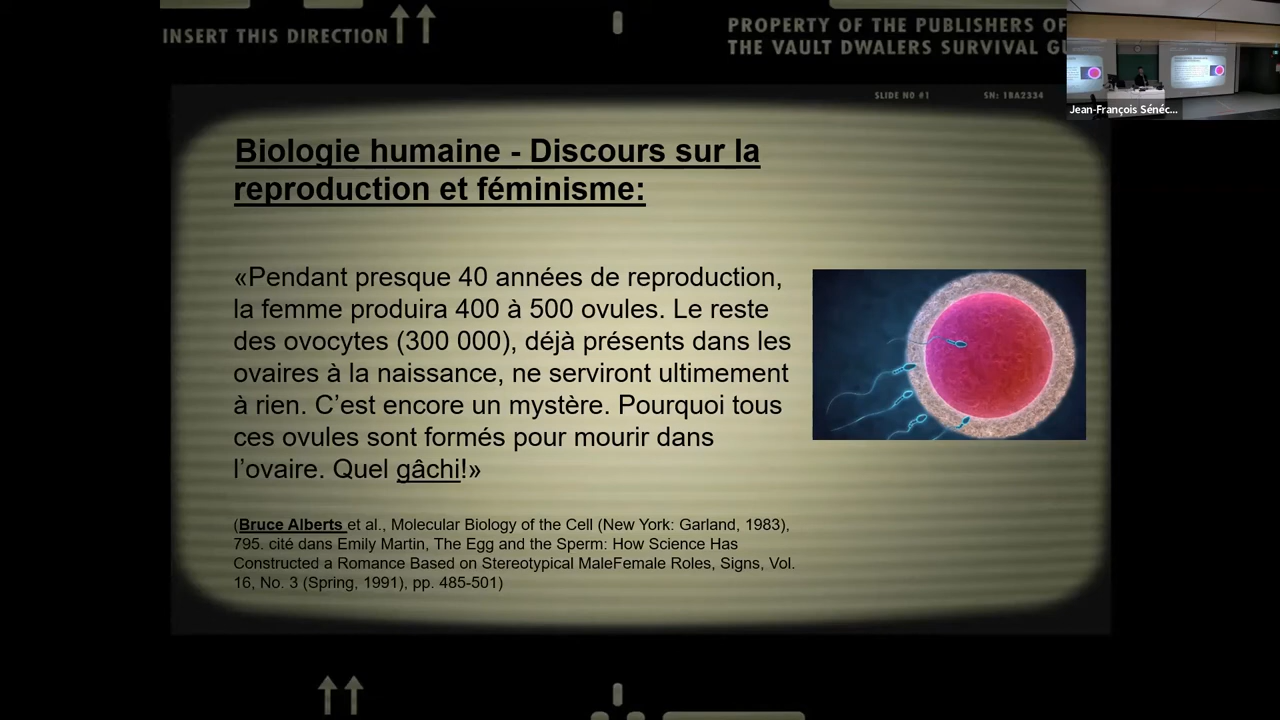 INSERT THIS DIRECTION
PROPERTY OF THE PUBLISHERS OF
THE VAULT DWALERS SURVIVAL GU
SLIDE NO #1 SN: 1BA2334
Jean-François Sénéc...
Biologie humaine - Discours sur la
reproduction et féminisme:
«Pendant presque 40 années de reproduction,
la femme produira 400 à 500 ovules. Le reste
des ovocytes (300 000), déjà présents dans les
ovaires à la naissance, ne serviront ultimement
à rien. C’est encore un mystère. Pourquoi tous
ces ovules sont formés pour mourir dans
l’ovaire. Quel gâchi!»
(Bruce Alberts et al., Molecular Biology of the Cell (New York: Garland, 1983),
795. cité dans Emily Martin, The Egg and the Sperm: How Science Has
Constructed a Romance Based on Stereotypical MaleFemale Roles, Signs, Vol.
16, No. 3 (Spring, 1991), pp. 485-501)